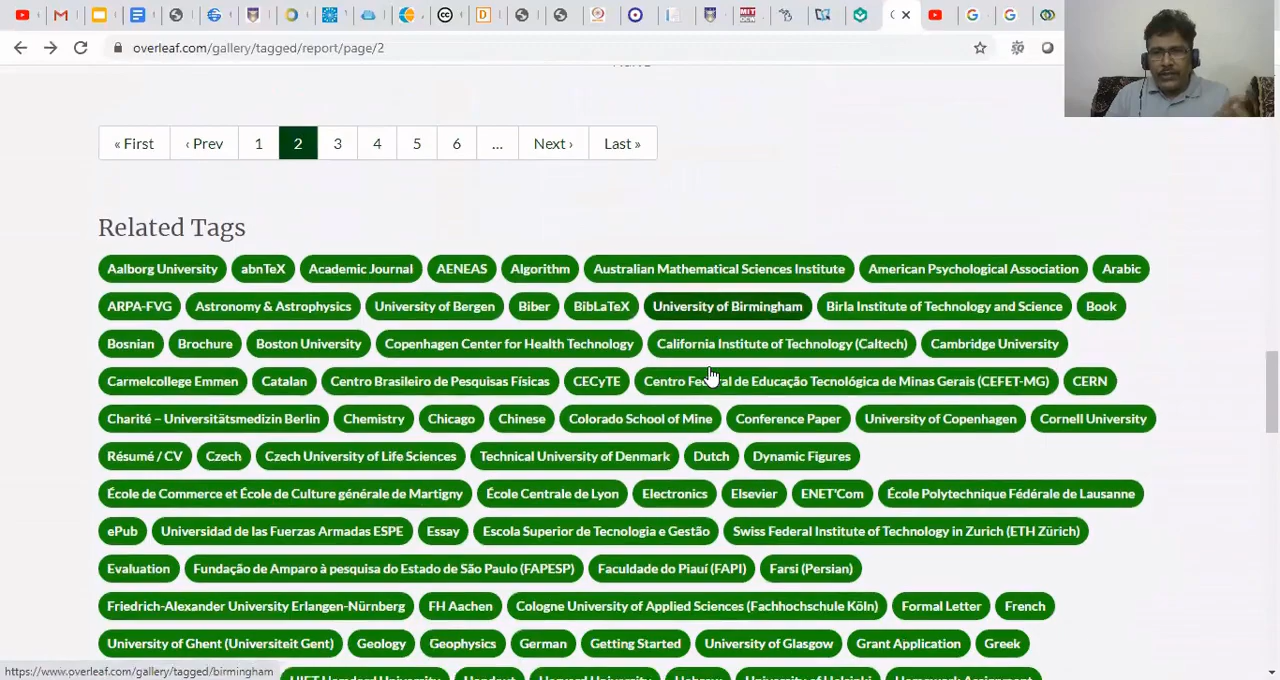 overleaf.com/gallery/tagged/report/page/2
« First ‹ Prev 1 2 3 4 5 6 ... Next › Last »
Related Tags
Aalborg University abnTeX Academic Journal AENEAS Algorithm Australian Mathematical Sciences Institute American Psychological Association Arabic
ARPA-FVG Astronomy & Astrophysics University of Bergen Biber BibLaTeX University of Birmingham Birla Institute of Technology and Science Book
Bosnian Brochure Boston University Copenhagen Center for Health Technology California Institute of Technology (Caltech) Cambridge University
Carmelcollege Emmen Catalan Centro Brasileiro de Pesquisas Físicas CECyTE Centro Federal de Educação Tecnológica de Minas Gerais (CEFET-MG) CERN
Charité – Universitätsmedizin Berlin Chemistry Chicago Chinese Colorado School of Mine Conference Paper University of Copenhagen Cornell University
Résumé / CV Czech Czech University of Life Sciences Technical University of Denmark Dutch Dynamic Figures
École de Commerce et École de Culture générale de Martigny École Centrale de Lyon Electronics Elsevier ENET'Com École Polytechnique Fédérale de Lausanne
ePub Universidad de las Fuerzas Armadas ESPE Essay Escola Superior de Tecnologia e Gestão Swiss Federal Institute of Technology in Zurich (ETH Zürich)
Evaluation Fundação de Amparo à pesquisa do Estado de São Paulo (FAPESP) Faculdade do Piauí (FAPI) Farsi (Persian)
Friedrich-Alexander University Erlangen-Nürnberg FH Aachen Cologne University of Applied Sciences (Fachhochschule Köln) Formal Letter French
University of Ghent (Universiteit Gent) Geology Geophysics German Getting Started University of Glasgow Grant Application Greek
https://www.overleaf.com/gallery/tagged/birmingham